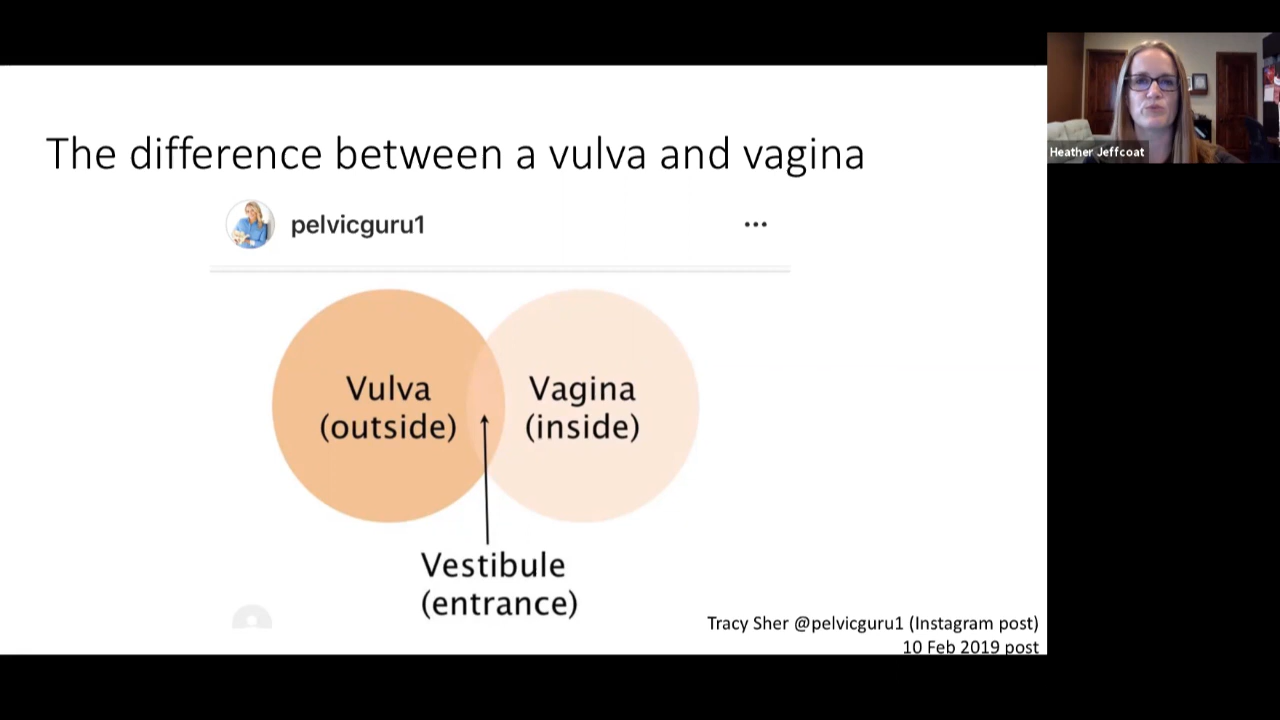 The difference between a vulva and vagina
pelvicguru1
Vulva
(outside)
Vagina
(inside)
Vestibule
(entrance)
Tracy Sher @pelvicguru1 (Instagram post)
10 Feb 2019 post
Heather Jeffcoat